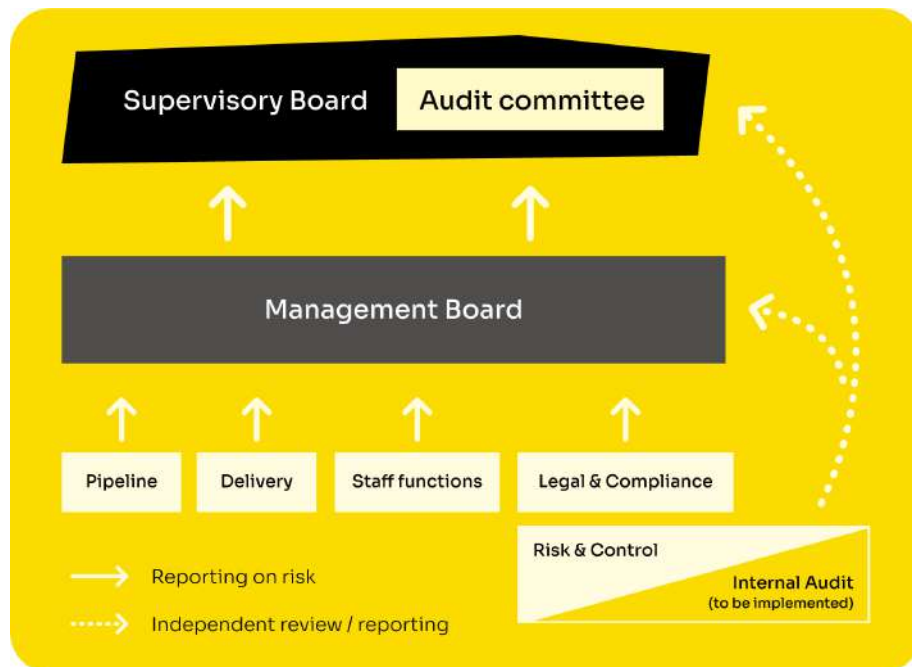 Supervisory Board
Audit committee
Management Board
Pipeline
Delivery
Staff functions
Legal & Compliance
Risk & Control
Internal Audit
(to be implemented)
Reporting on risk
Independent review / reporting